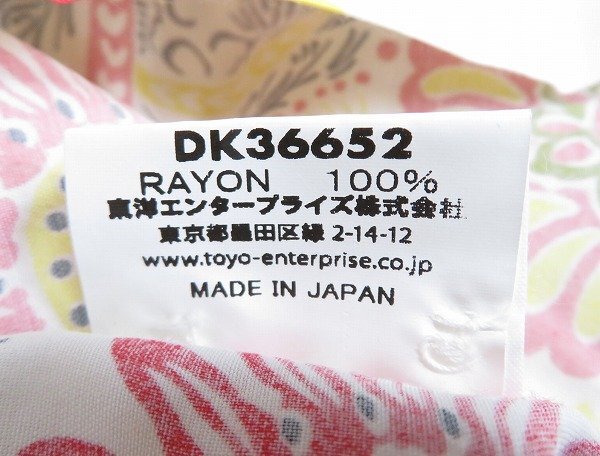 DK36652
RAYON 100%
東洋エンタープライズ株式会社
東京都墨田区緑 2-14-12
www.toyo-enterprise.co.jp
MADE IN JAPAN